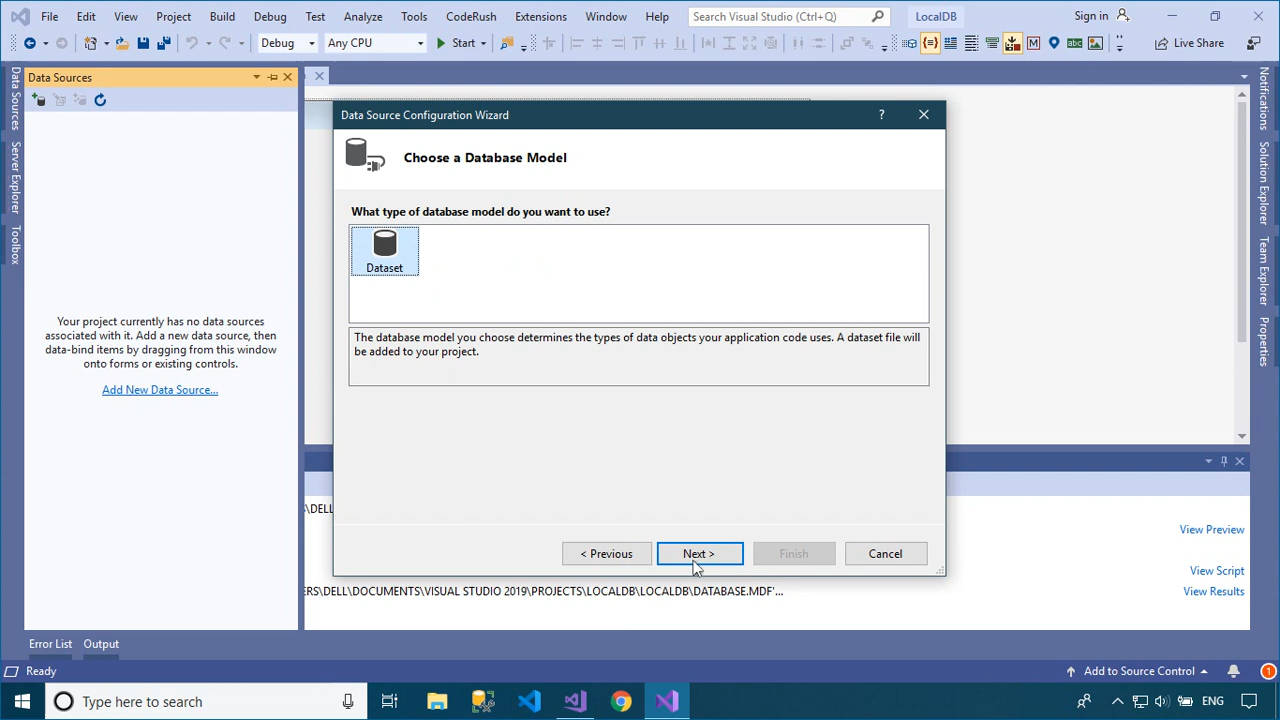 File Edit View Project Build Debug Test Analyze Tools CodeRush Extensions Window Help Search Visual Studio (Ctrl+Q) LocalDB Sign in
Debug Any CPU Start Live Share
Data Sources
Data Sources
Server Explorer
Toolbox
Your project currently has no data sources
associated with it. Add a new data source, then
data-bind items by dragging from this window
onto forms or existing controls.
Add New Data Source...
Data Source Configuration Wizard ?
Choose a Database Model
What type of database model do you want to use?
Dataset
The database model you choose determines the types of data objects your application code uses. A dataset file will
be added to your project.
< Previous Next > Finish Cancel
Notifications
Solution Explorer
Team Explorer
Properties
\DELL
View Preview
View Script
RS\DELL\DOCUMENTS\VISUAL STUDIO 2019\PROJECTS\LOCALDB\LOCALDB\DATABASE.MDF'... View Results
Error List Output
Ready Add to Source Control 1
Type here to search ENG